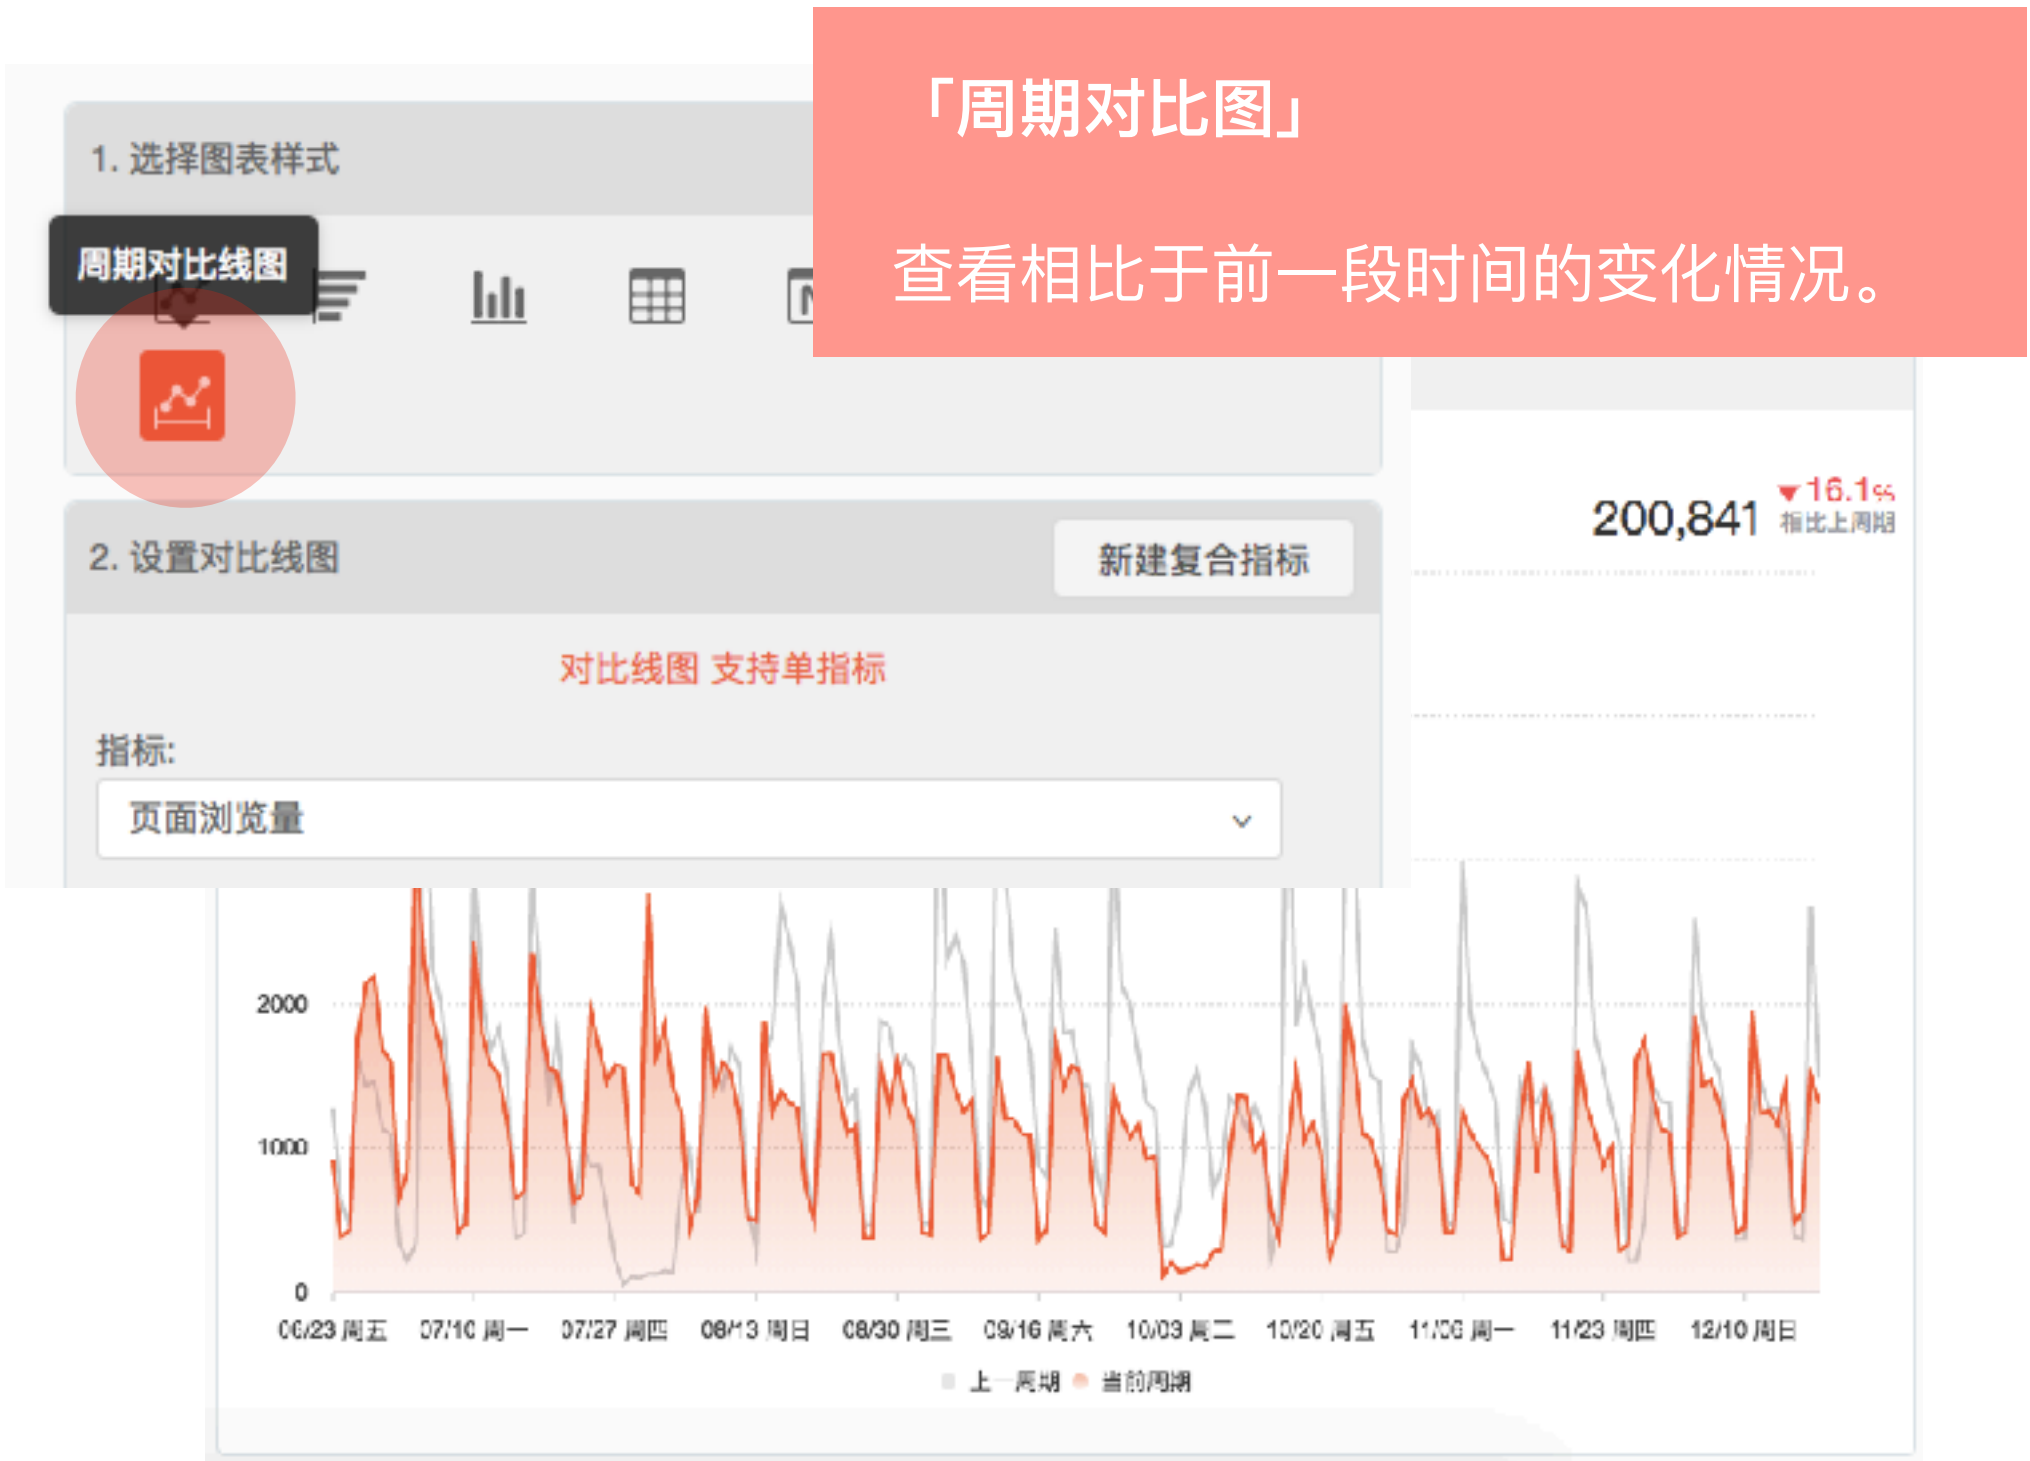 「周期对比图」
查看相比于前一段时间的变化情况。
1. 选择图表样式
周期对比线图
2. 设置对比线图
新建复合指标
对比线图 支持单指标
指标:
页面浏览量
200,841
16.1%
相比上周期
2000
1000
0
06/23 周五 07/10 周一 07/27 周四 08/13 周日 08/30 周三 09/16 周六 10/03 周二 10/20 周五 11/06 周一 11/23 周四 12/10 周日
上一周期 当前周期